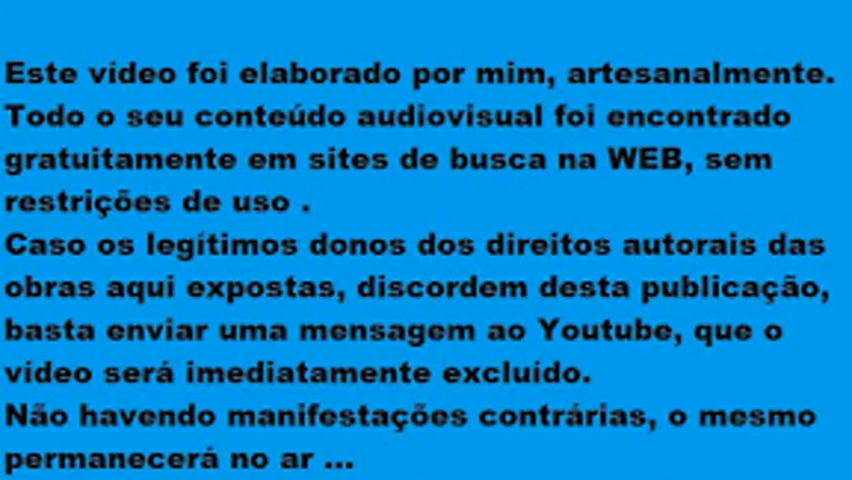 Este vídeo foi elaborado por mim, artesanalmente.
Todo o seu conteúdo audiovisual foi encontrado
gratuitamente em sites de busca na WEB, sem
restrições de uso .
Caso os legítimos donos dos direitos autorais das
obras aqui expostas, discordem desta publicação,
basta enviar uma mensagem ao Youtube, que o
vídeo será imediatamente excluído.
Não havendo manifestações contrárias, o mesmo
permanecerá no ar ...